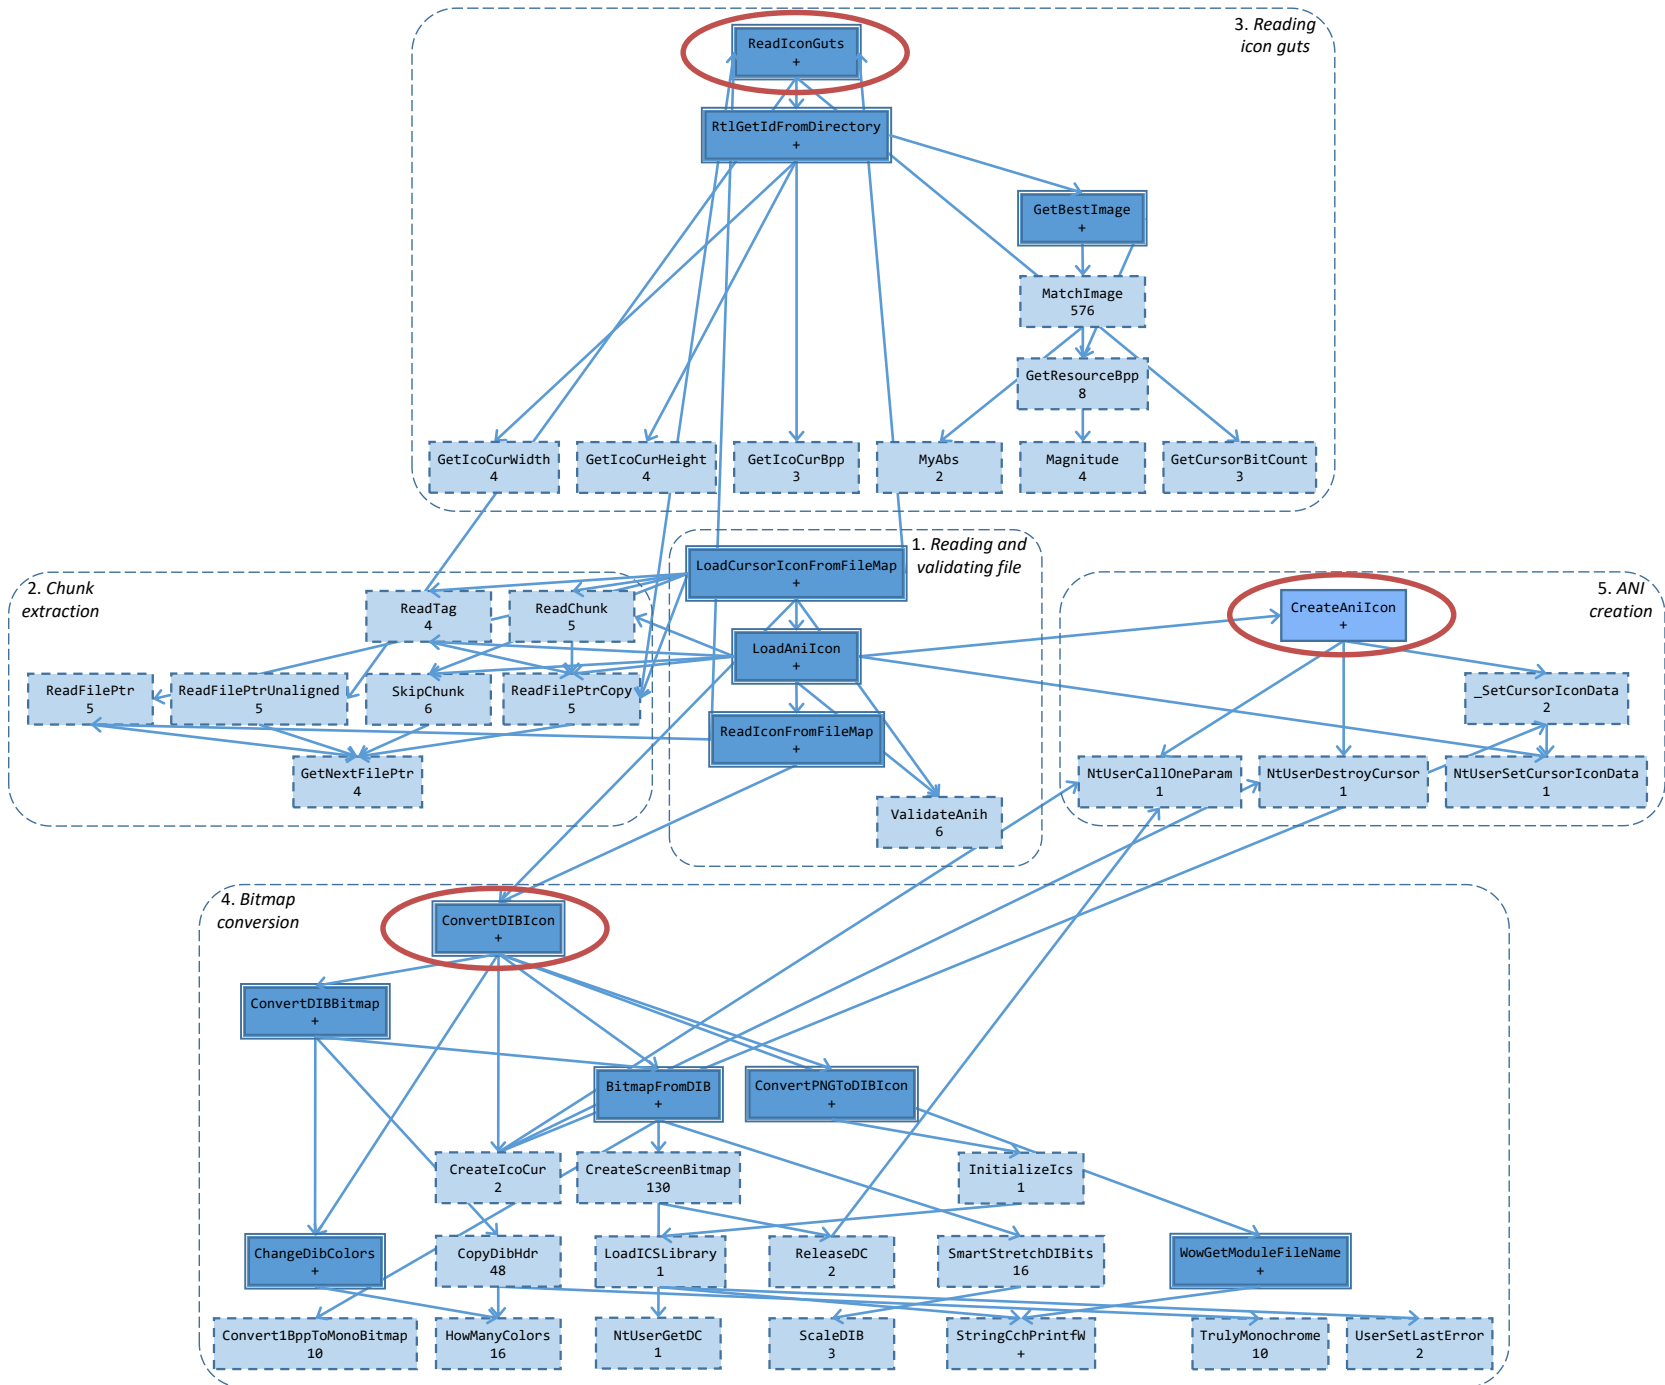 3. Reading
icon guts
ReadIconGuts
+
RtlGetIdFromDirectory
+
GetBestImage
+
MatchImage
576
GetResourceBpp
8
GetIcoCurWidth
4
GetIcoCurHeight
4
GetIcoCurBpp
3
MyAbs
2
Magnitude
4
GetCursorBitCount
3
1. Reading and
validating file
LoadCursorIconFromFileMap
+
LoadAniIcon
+
ReadIconFromFileMap
+
ValidateAnih
6
2. Chunk
extraction
ReadTag
4
ReadChunk
5
ReadFilePtr
5
ReadFilePtrUnaligned
5
SkipChunk
6
ReadFilePtrCopy
5
GetNextFilePtr
4
5. ANI
creation
CreateAniIcon
+
_SetCursorIconData
2
NtUserCallOneParam
1
NtUserDestroyCursor
1
NtUserSetCursorIconData
1
4. Bitmap
conversion
ConvertDIBIcon
+
ConvertDIBBitmap
+
BitmapFromDIB
+
ConvertPNGToDIBIcon
+
CreateIcoCur
2
CreateScreenBitmap
130
InitializeIcs
1
ChangeDibColors
+
CopyDibHdr
48
LoadICSLibrary
1
ReleaseDC
2
SmartStretchDIBits
16
WowGetModuleFileName
+
Convert1BppToMonoBitmap
10
HowManyColors
16
NtUserGetDC
1
ScaleDIB
3
StringCchPrintfW
+
TrulyMonochrome
10
UserSetLastError
2